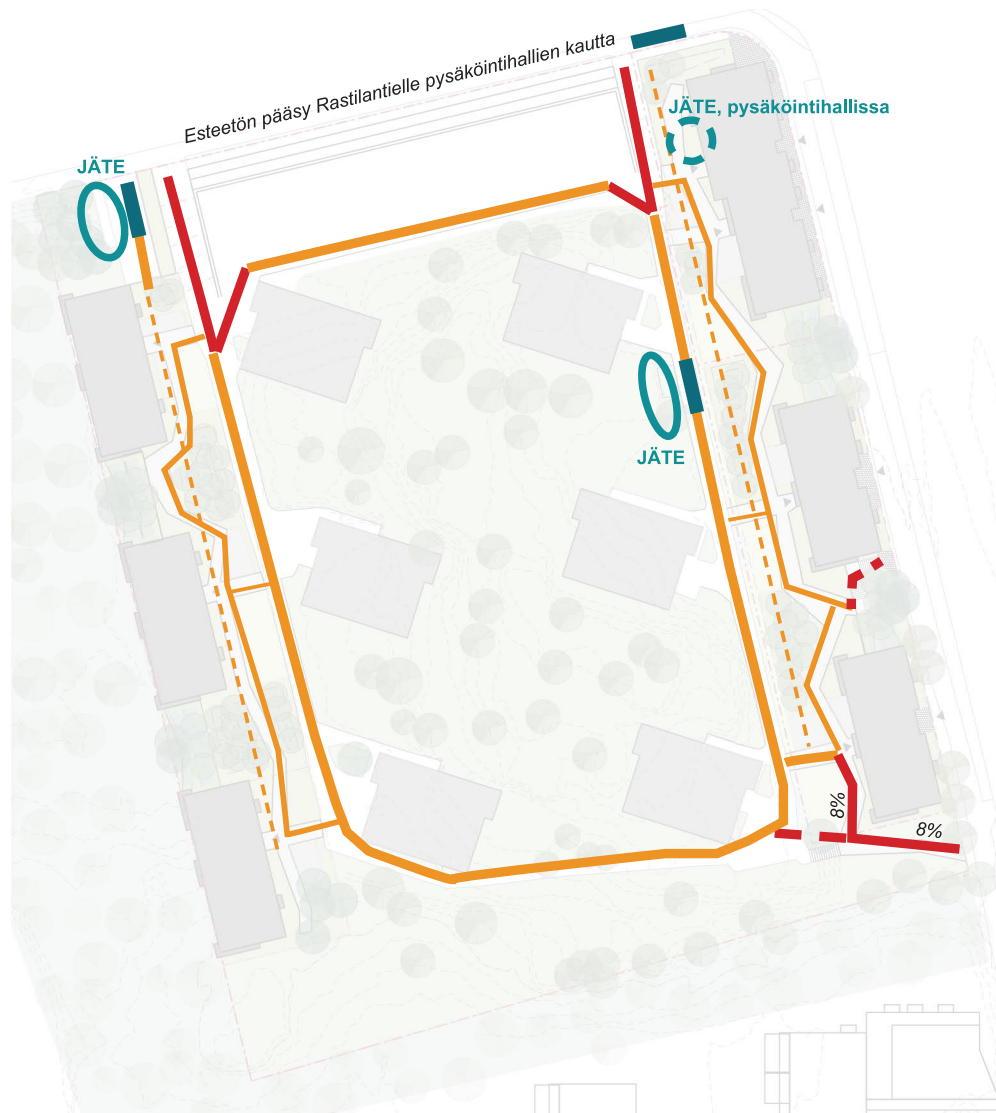 Esteetön pääsy Rastilantielle pysäköintihallien kautta
JÄTE, pysäköintihallissa
JÄTE
JÄTE
8%
8%